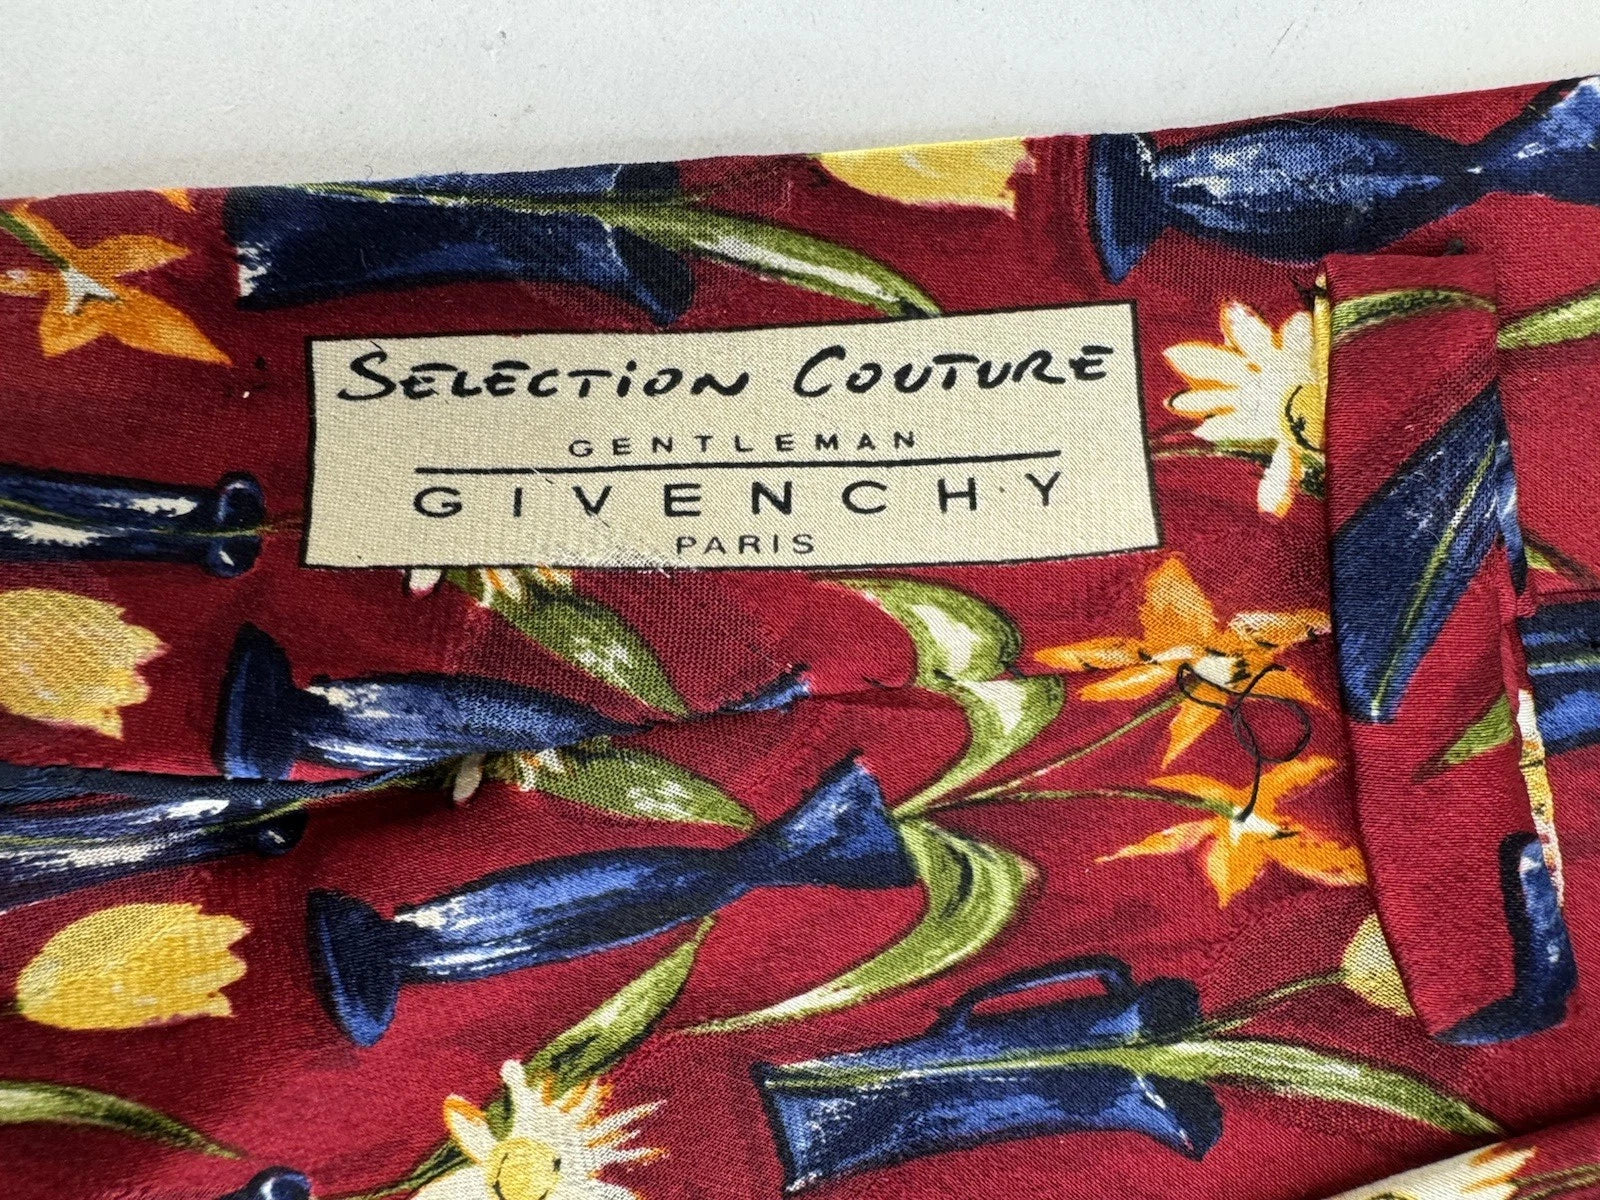 SELECTiON COUTURE
GENTLEMAN
GIVENCHY
PARIS